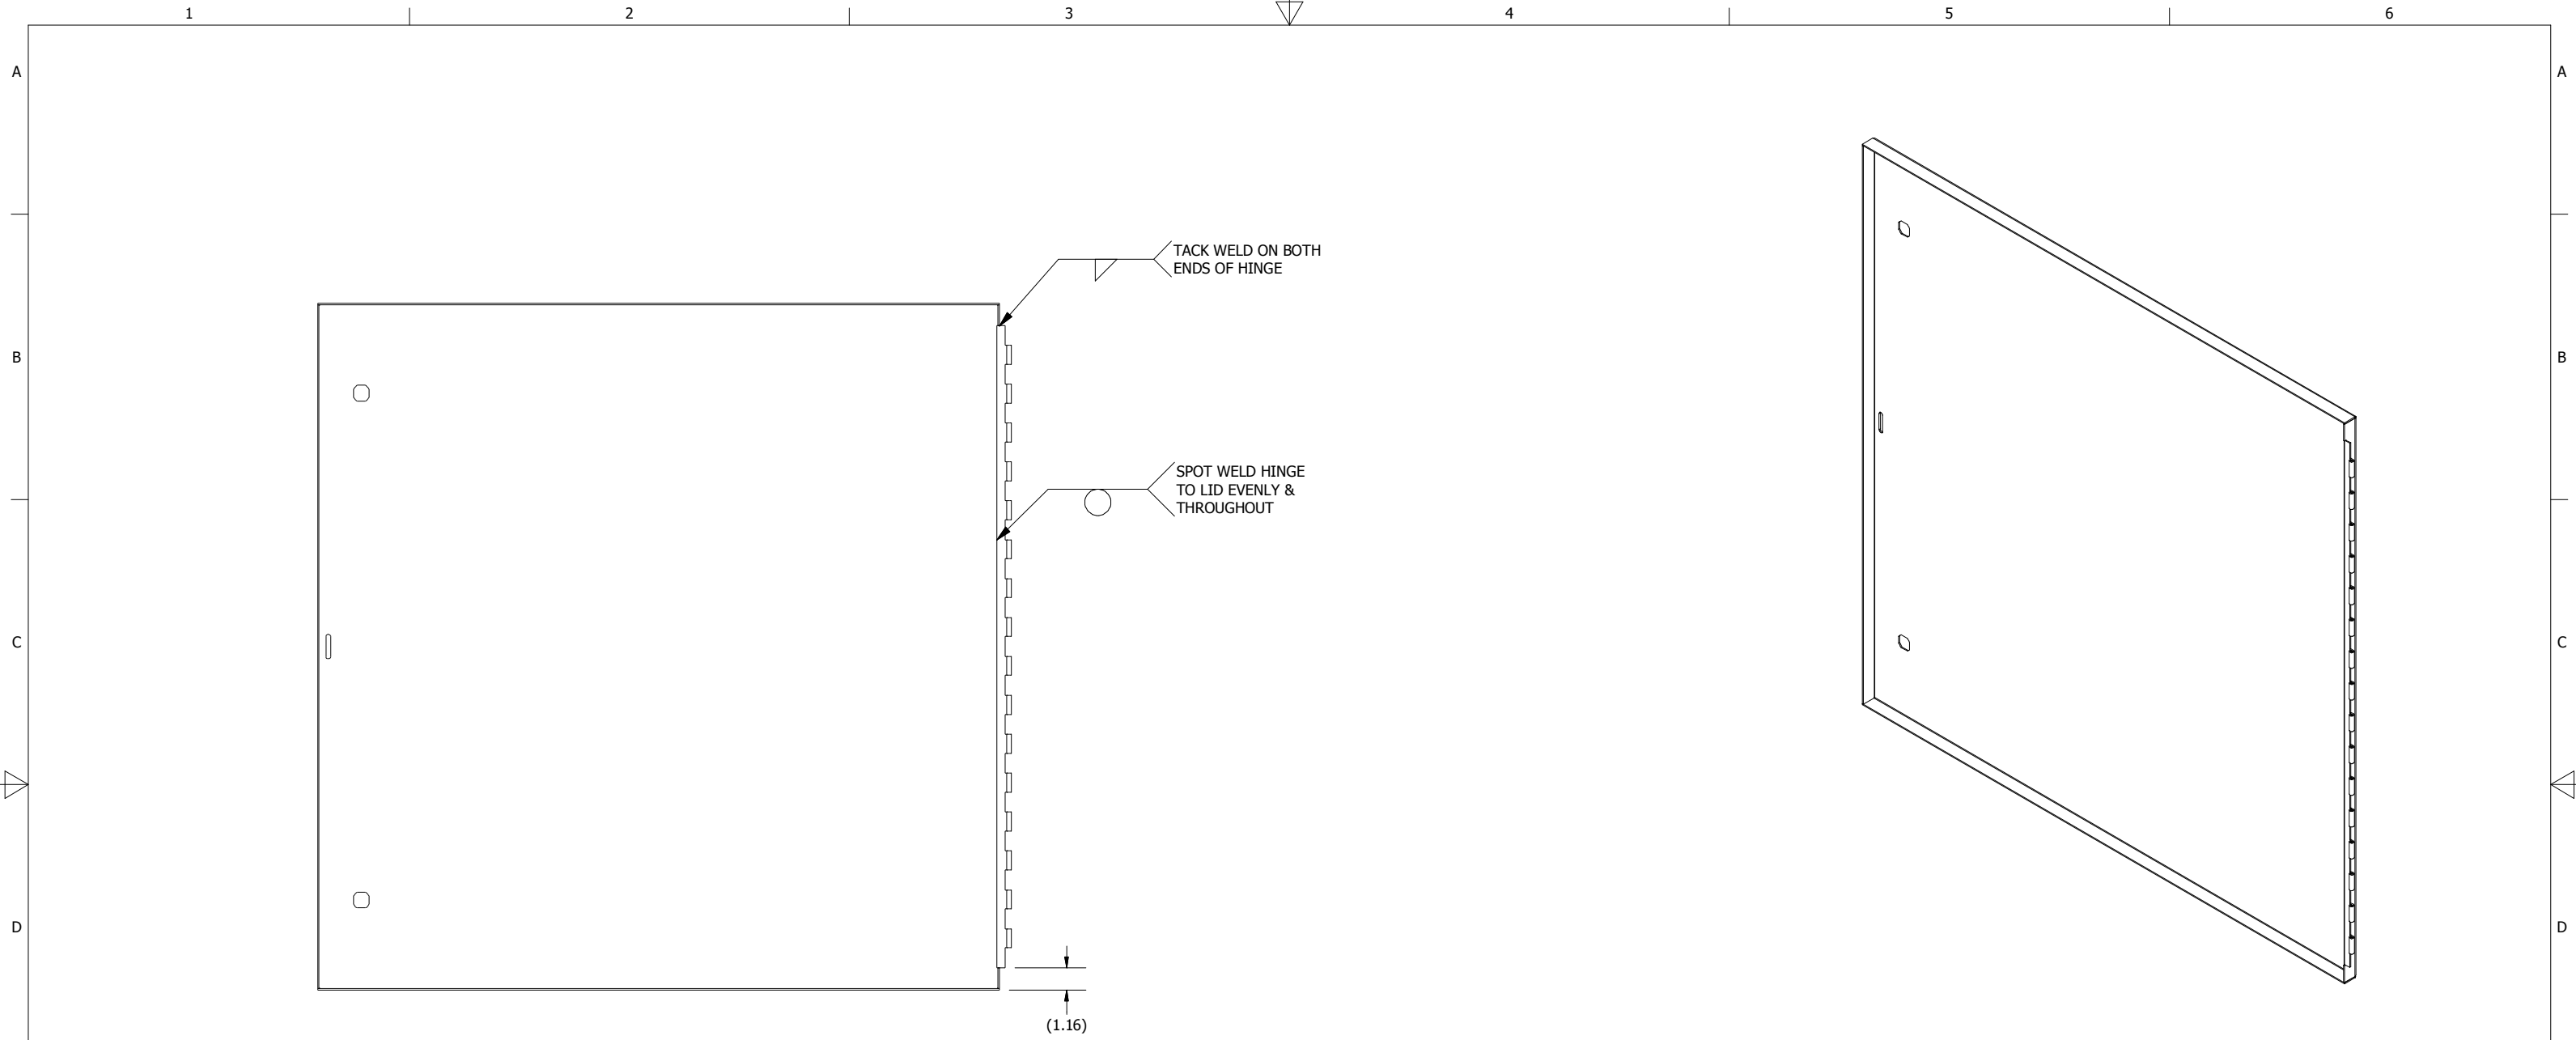 1 2 3 4 5 6
A A
TACK WELD ON BOTH
ENDS OF HINGE
B B
SPOT WELD HINGE
TO LID EVENLY &
THROUGHOUT
C C
D D
(1.16)